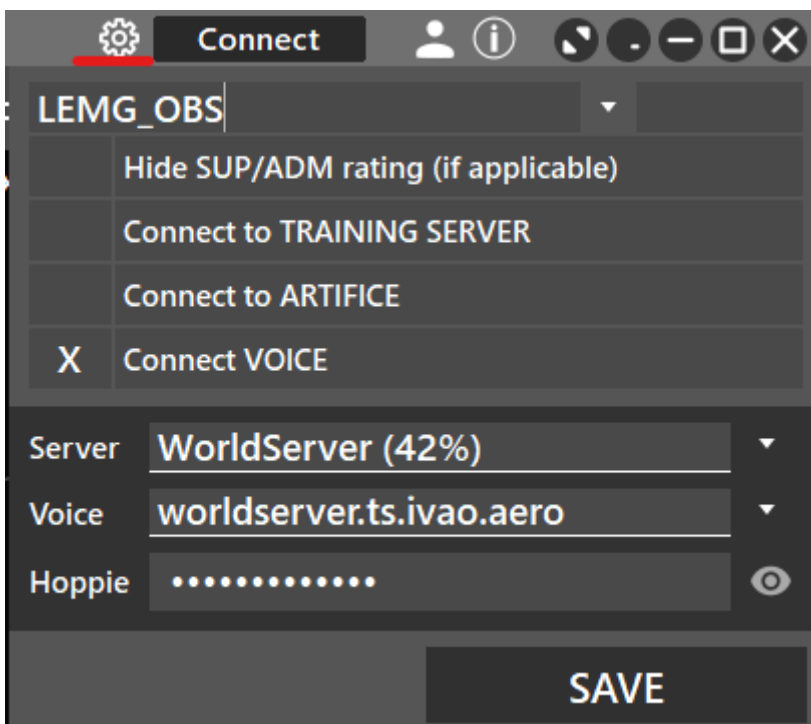 Connect
LEMG_OBS
Hide SUP/ADM rating (if applicable)
Connect to TRAINING SERVER
Connect to ARTIFICE
X Connect VOICE
Server WorldServer (42%)
Voice worldserver.ts.ivao.aero
Hoppie •••••••••••••
SAVE